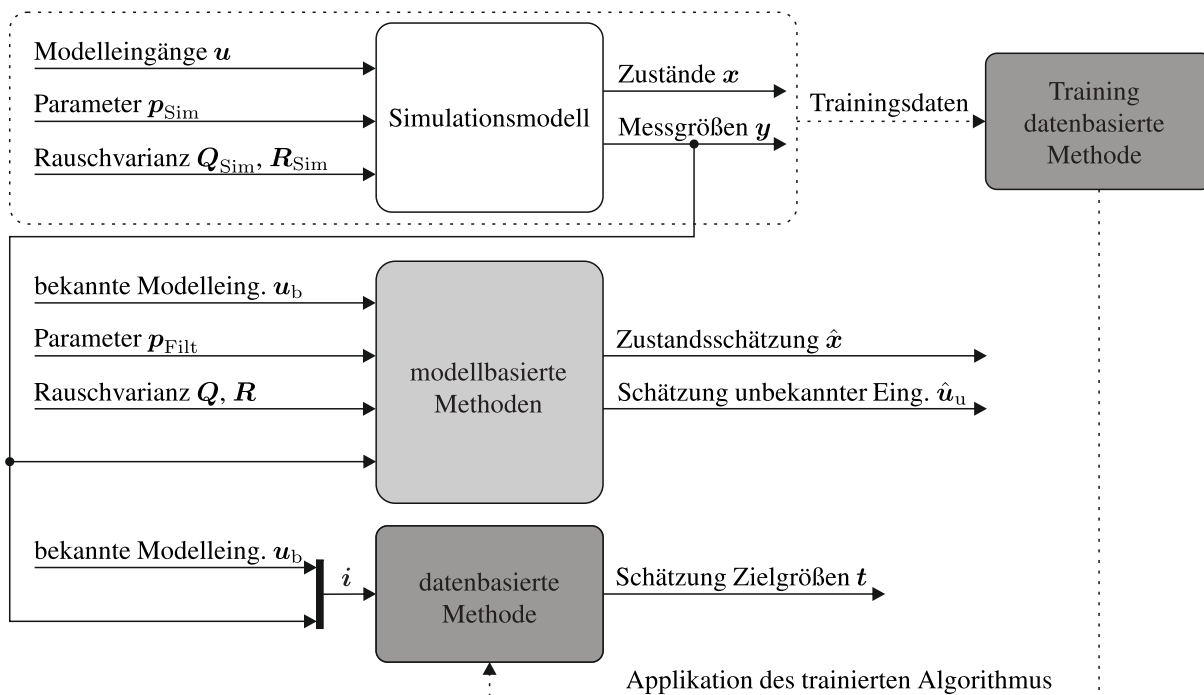 Modelleingänge u
Parameter p_Sim
Rauschvarianz Q_Sim, R_Sim
Simulationsmodell
Zustände x
Messgrößen y
Trainingsdaten
Training
datenbasierte
Methode
bekannte Modelleing. u_b
Parameter p_Filt
Rauschvarianz Q, R
modellbasierte
Methoden
Zustandsschätzung x̂
Schätzung unbekannter Eing. û_u
bekannte Modelleing. u_b
i
datenbasierte
Methode
Schätzung Zielgrößen t
Applikation des trainierten Algorithmus